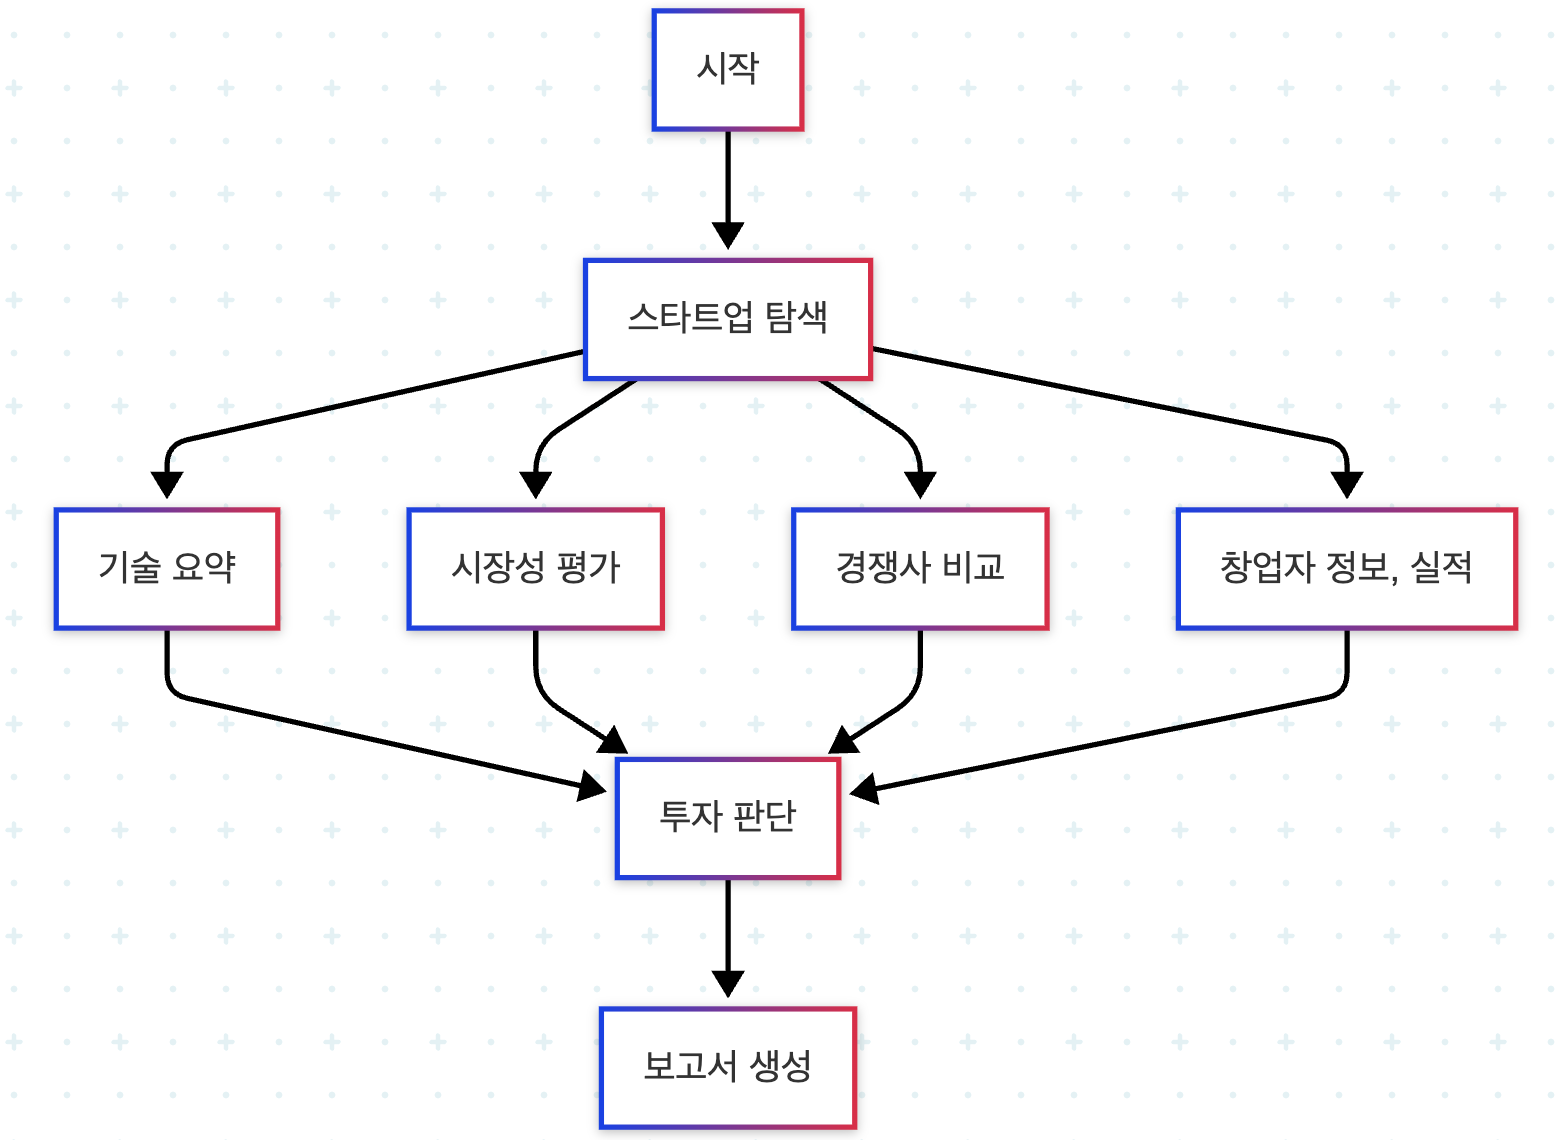 시작
스타트업 탐색
기술 요약
시장성 평가
경쟁사 비교
창업자 정보, 실적
투자 판단
보고서 생성